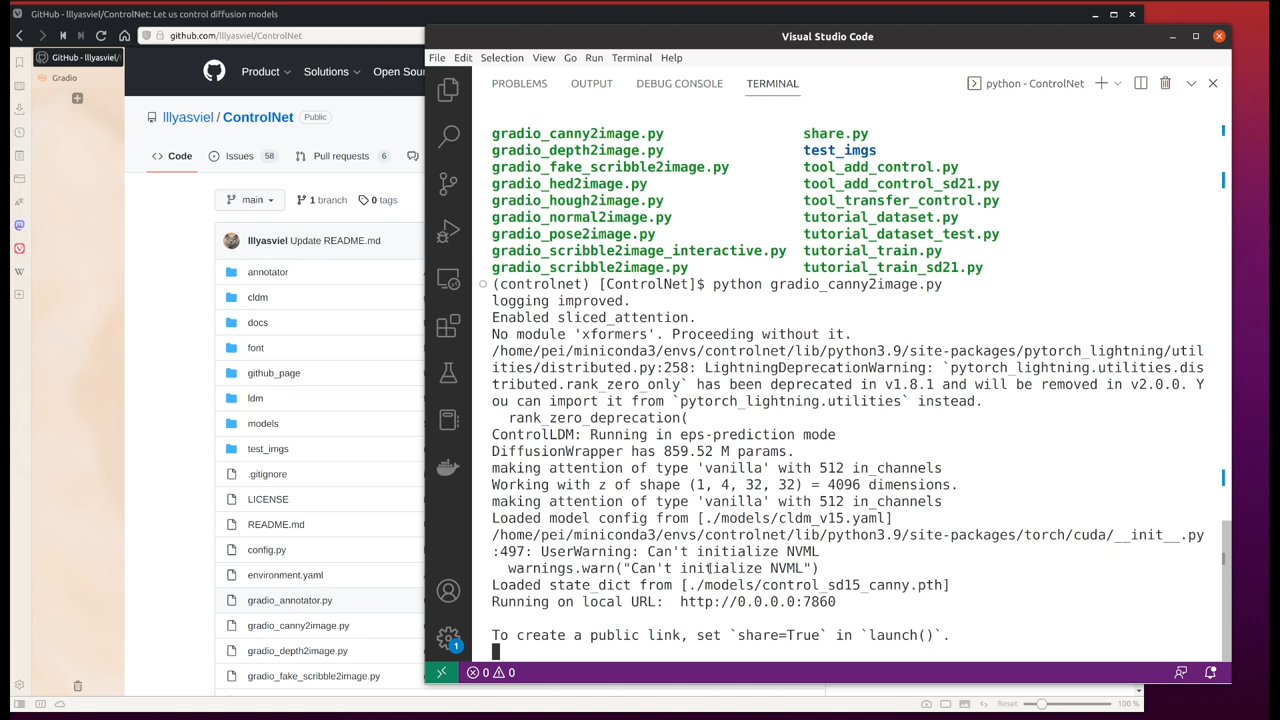 GitHub - lllyasviel/ControlNet: Let us control diffusion models
github.com/lllyasviel/ControlNet
GitHub - lllyasviel/
Gradio
Product
Solutions
Open Sour
lllyasviel / ControlNet Public
Code
Issues 58
Pull requests 6
main
1 branch
0 tags
lllyasviel Update README.md
annotator
cldm
docs
font
github_page
ldm
models
test_imgs
.gitignore
LICENSE
README.md
config.py
environment.yaml
gradio_annotator.py
gradio_canny2image.py
gradio_depth2image.py
gradio_fake_scribble2image.py
Reset
100 %
Visual Studio Code
File Edit Selection View Go Run Terminal Help
PROBLEMS OUTPUT DEBUG CONSOLE TERMINAL
python - ControlNet
gradio_canny2image.py share.py
gradio_depth2image.py test_imgs
gradio_fake_scribble2image.py tool_add_control.py
gradio_hed2image.py tool_add_control_sd21.py
gradio_hough2image.py tool_transfer_control.py
gradio_normal2image.py tutorial_dataset.py
gradio_pose2image.py tutorial_dataset_test.py
gradio_scribble2image_interactive.py tutorial_train.py
gradio_scribble2image.py tutorial_train_sd21.py
(controlnet) [ControlNet]$ python gradio_canny2image.py
logging improved.
Enabled sliced_attention.
No module 'xformers'. Proceeding without it.
/home/pei/miniconda3/envs/controlnet/lib/python3.9/site-packages/pytorch_lightning/util
ities/distributed.py:258: LightningDeprecationWarning: `pytorch_lightning.utilities.dis
tributed.rank_zero_only` has been deprecated in v1.8.1 and will be removed in v2.0.0. Y
ou can import it from `pytorch_lightning.utilities` instead.
rank_zero_deprecation(
ControlLDM: Running in eps-prediction mode
DiffusionWrapper has 859.52 M params.
making attention of type 'vanilla' with 512 in_channels
Working with z of shape (1, 4, 32, 32) = 4096 dimensions.
making attention of type 'vanilla' with 512 in_channels
Loaded model config from [./models/cldm_v15.yaml]
/home/pei/miniconda3/envs/controlnet/lib/python3.9/site-packages/torch/cuda/__init__.py
:497: UserWarning: Can't initialize NVML
warnings.warn("Can't initialize NVML")
Loaded state_dict from [./models/control_sd15_canny.pth]
Running on local URL: http://0.0.0.0:7860
To create a public link, set `share=True` in `launch()`.
1
0 0